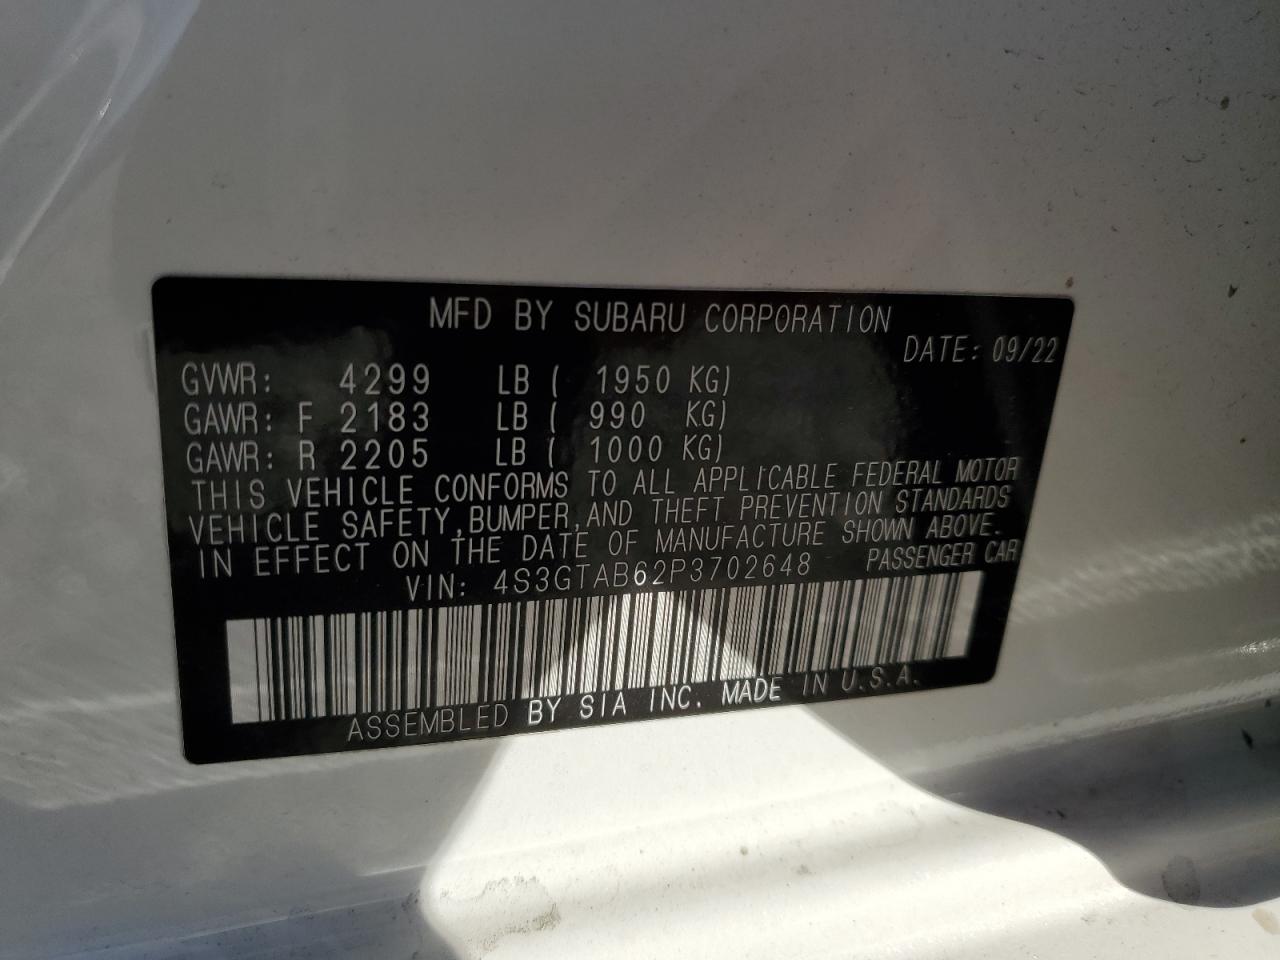 MFD BY SUBARU CORPORATION
DATE: 09/22
GVWR: 4299 LB ( 1950 KG)
GAWR: F 2183 LB ( 990 KG)
GAWR: R 2205 LB ( 1000 KG)
THIS VEHICLE CONFORMS TO ALL APPLICABLE FEDERAL MOTOR
VEHICLE SAFETY, BUMPER, AND THEFT PREVENTION STANDARDS
IN EFFECT ON THE DATE OF MANUFACTURE SHOWN ABOVE.
VIN: 4S3GTAB62P3702648 PASSENGER CAR
ASSEMBLED BY SIA INC. MADE IN U.S.A.